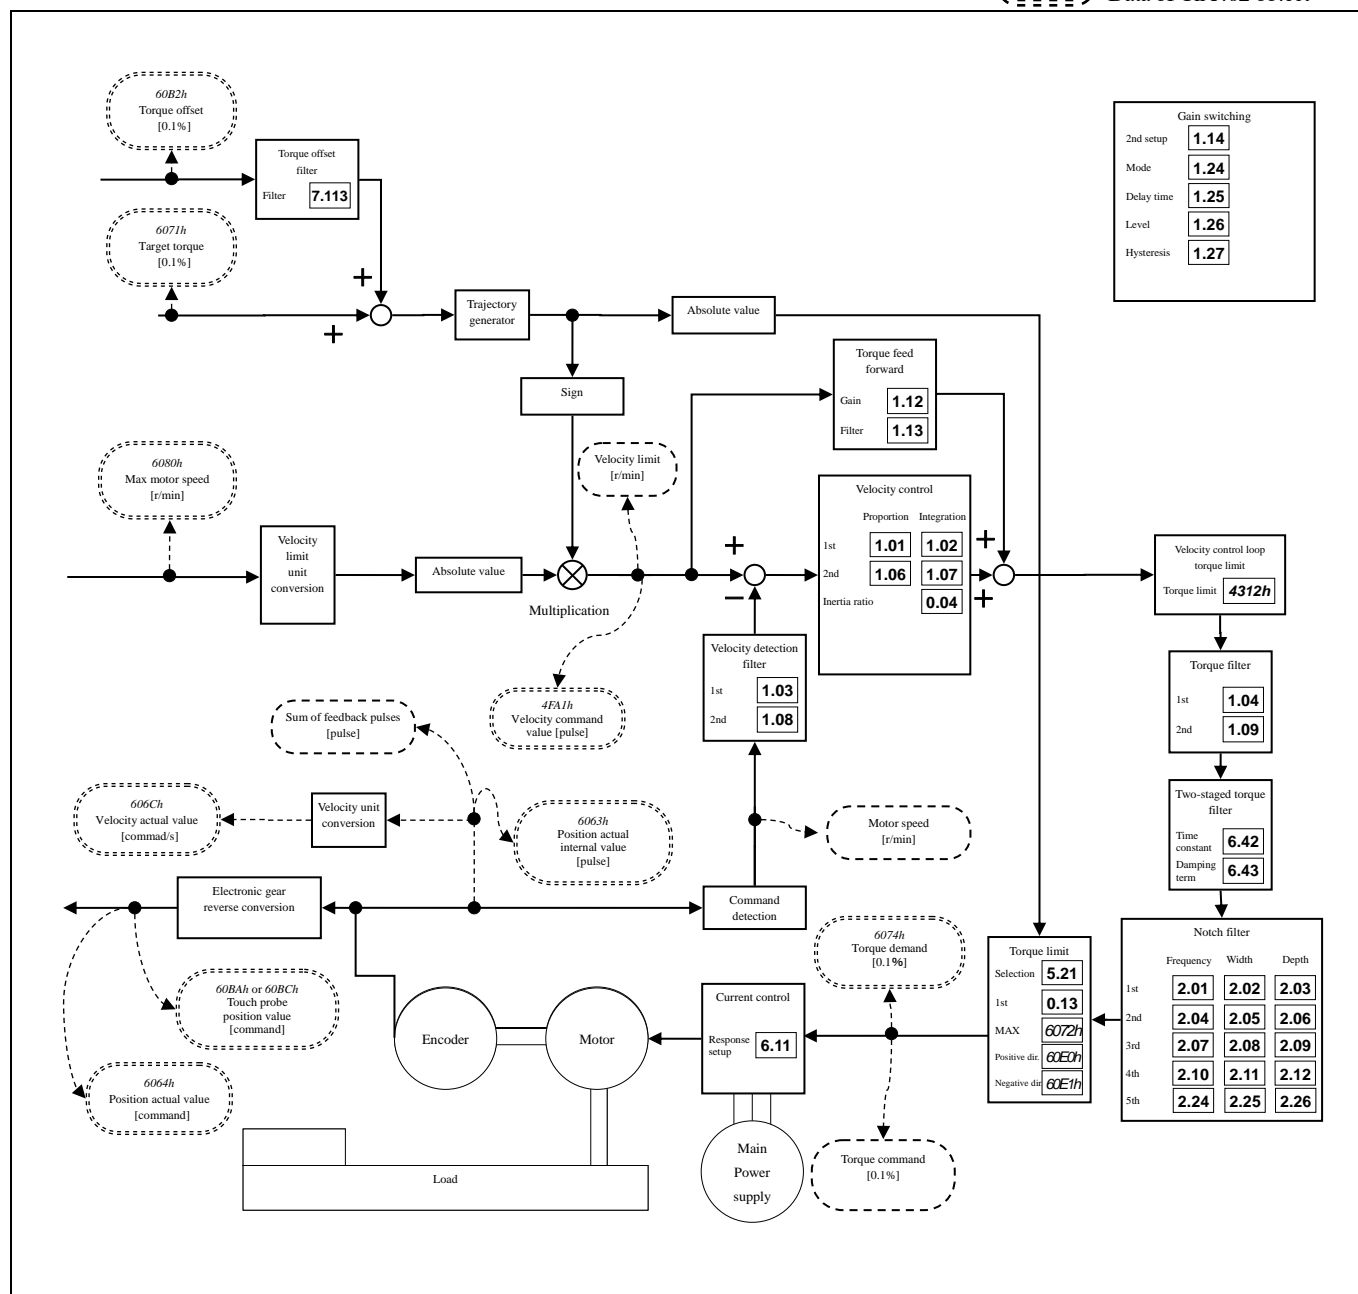 60B2h
Torque offset
[0.1%]
Torque offset
filter
Filter 7.113
6071h
Target torque
[0.1%]
+
+
Trajectory
generator
Absolute value
Sign
Gain switching
2nd setup 1.14
Mode 1.24
Delay time 1.25
Level 1.26
Hysteresis 1.27
Torque feed
forward
Gain 1.12
Filter 1.13
6080h
Max motor speed
[r/min]
Velocity
limit
unit
conversion
Absolute value
Multiplication
Velocity limit
[r/min]
+
−
Velocity control
Proportion Integration
1st 1.01 1.02
2nd 1.06 1.07
Inertia ratio 0.04
+
+
Velocity control loop
torque limit
Torque limit 4312h
Velocity detection
filter
1st 1.03
2nd 1.08
Torque filter
1st 1.04
2nd 1.09
4FA1h
Velocity command
value [pulse]
Sum of feedback pulses
[pulse]
606Ch
Velocity actual value
[commad/s]
Velocity unit
conversion
6063h
Position actual
internal value
[pulse]
Motor speed
[r/min]
Two-staged torque
filter
Time
constant 6.42
Damping
term 6.43
Electronic gear
reverse conversion
Command
detection
6074h
Torque demand
[0.1%]
Torque limit
Selection 5.21
1st 0.13
MAX 6072h
Positive dir. 60E0h
Negative dir 60E1h
Notch filter
Frequency Width Depth
1st 2.01 2.02 2.03
2nd 2.04 2.05 2.06
3rd 2.07 2.08 2.09
4th 2.10 2.11 2.12
5th 2.24 2.25 2.26
60BAh or 60BCh
Touch probe
position value
[command]
Encoder
Motor
Current control
Response
setup 6.11
6064h
Position actual value
[command]
Main
Power
supply
Torque command
[0.1%]
Load